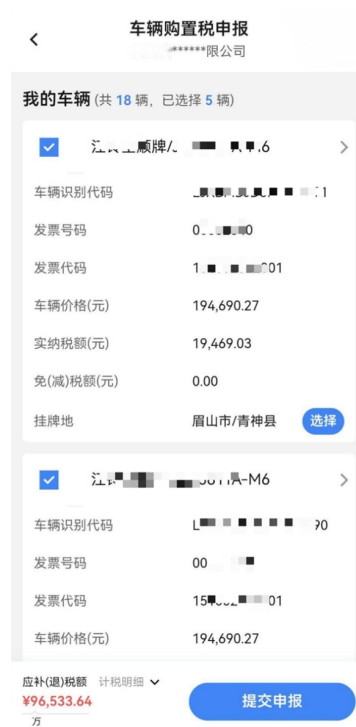 车辆购置税申报
******限公司
我的车辆 (共 18 辆, 已选择 5 辆)
车辆识别代码
发票号码
发票代码
车辆价格(元) 194,690.27
实纳税额(元) 19,469.03
免(减)税额(元) 0.00
挂牌地 眉山市/青神县 选择
车辆识别代码
发票号码
发票代码
车辆价格(元) 194,690.27
应补(退)税额 计税明细
¥96,533.64 提交申报
万